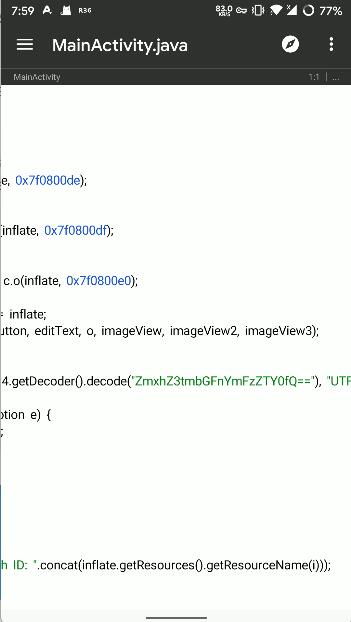 7:59 R36 83.0 KB/S 77%
MainActivity.java
MainActivity 1:1 | ...
e, 0x7f0800de);
(inflate, 0x7f0800df);
c.o(inflate, 0x7f0800e0);
= inflate;
utton, editText, o, imageView, imageView2, imageView3);
4.getDecoder().decode("ZmxhZ3tmbGFnYmFzZTY0fQ=="), "UTF
ption e) {
;
h ID: ".concat(inflate.getResources().getResourceName(i)));